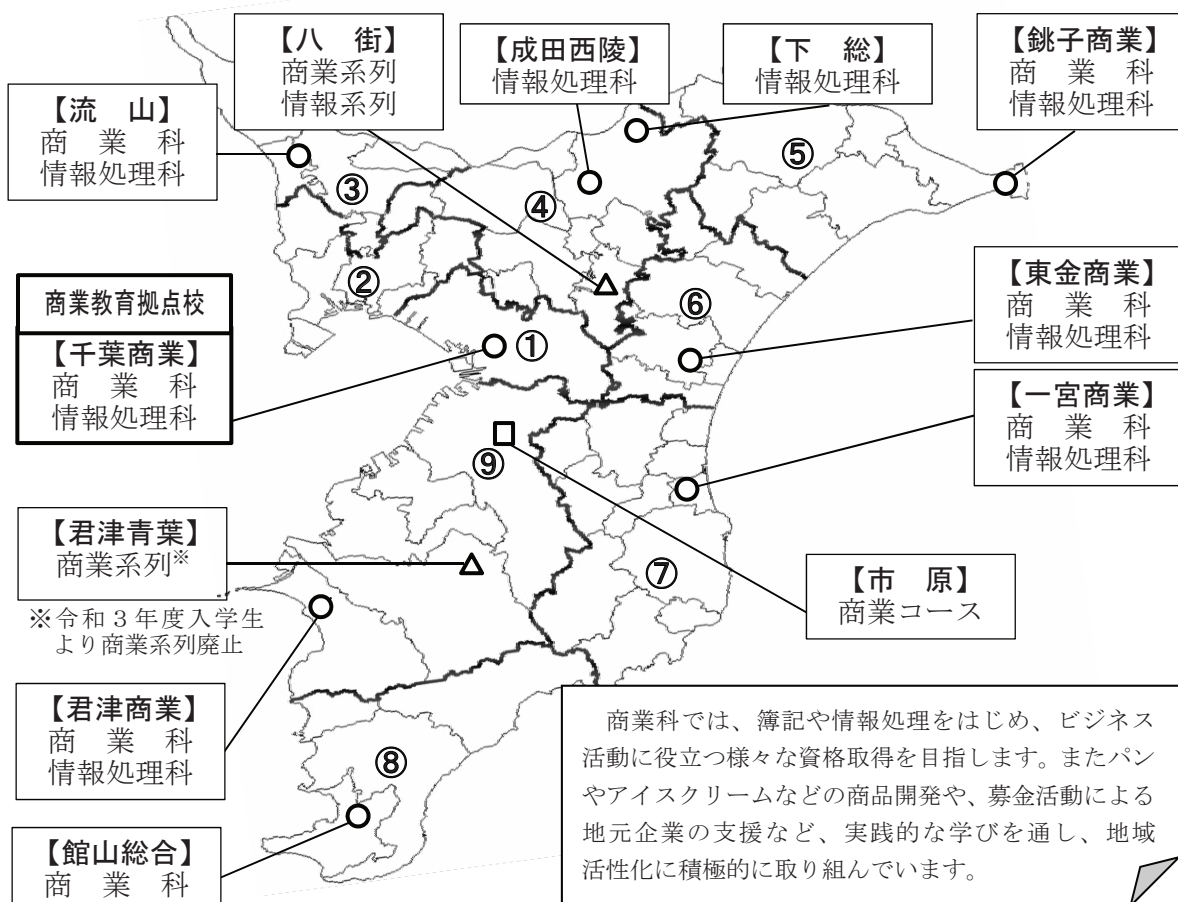 【八　街】
商業系列
情報系列
【成田西陵】
情報処理科
【下　総】
情報処理科
【銚子商業】
商　業　科
情報処理科
【流　山】
商　業　科
情報処理科
③
④
⑤
②
①
⑥
⑨
⑦
⑧
商業教育拠点校
【千葉商業】
商　業　科
情報処理科
【東金商業】
商　業　科
情報処理科
【一宮商業】
商　業　科
情報処理科
【君津青葉】
商業系列※
※令和３年度入学生
より商業系列廃止
【市　原】
商業コース
【君津商業】
商　業　科
情報処理科
【館山総合】
商　業　科
商業科では、簿記や情報処理をはじめ、ビジネス
活動に役立つ様々な資格取得を目指します。またパン
やアイスクリームなどの商品開発や、募金活動による
地元企業の支援など、実践的な学びを通し、地域
活性化に積極的に取り組んでいます。